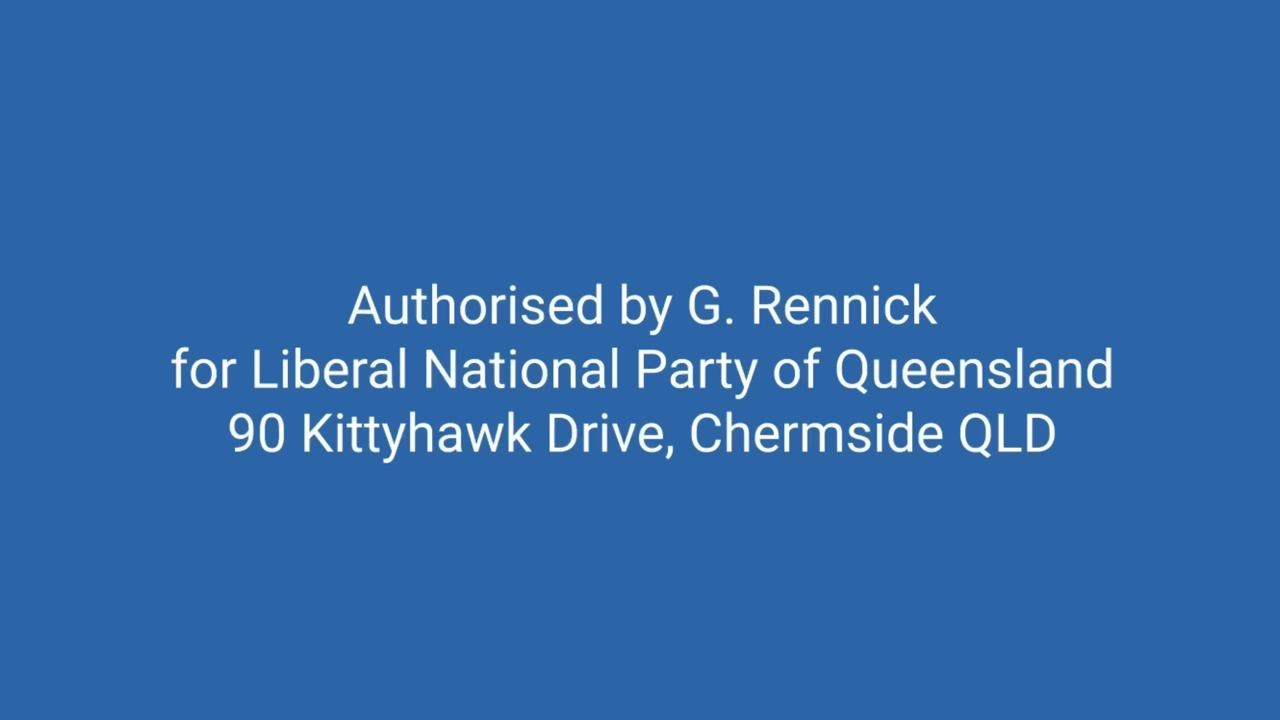 Authorised by G. Rennick
for Liberal National Party of Queensland
90 Kittyhawk Drive, Chermside QLD